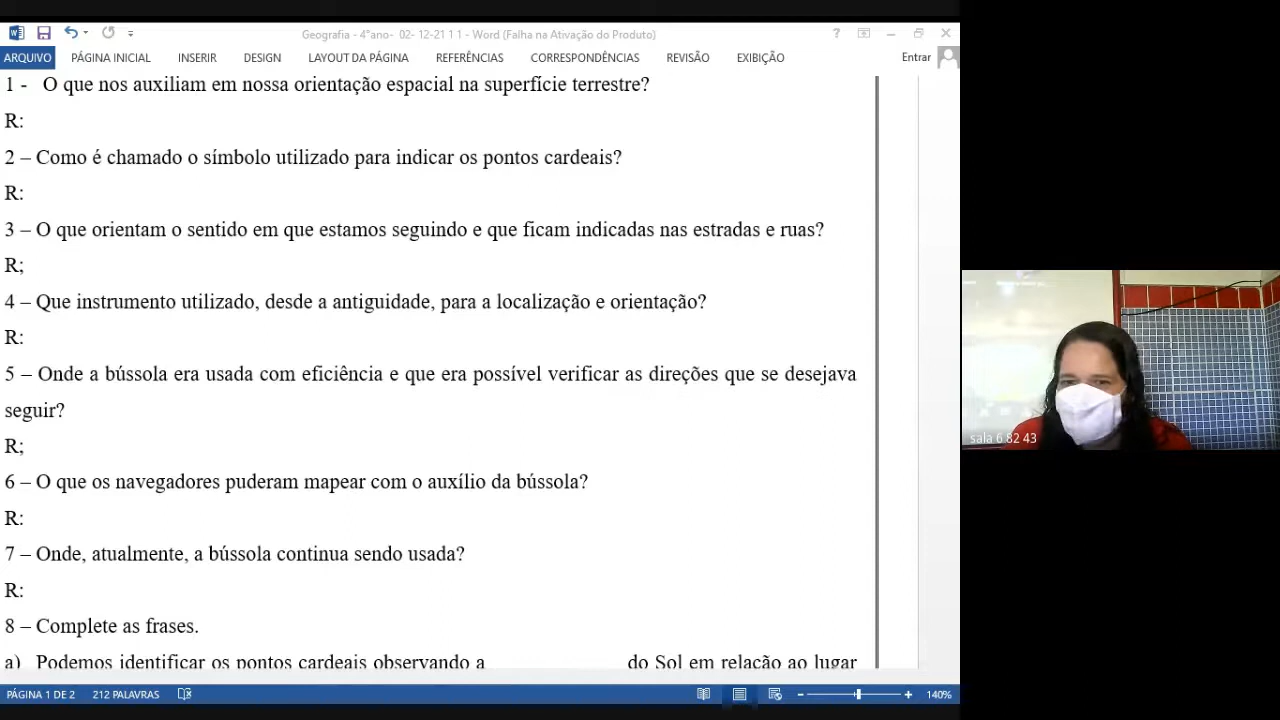 Geografia - 4°ano- 02- 12-21 1 1 - Word (Falha na Ativação do Produto)
ARQUIVO PÁGINA INICIAL INSERIR DESIGN LAYOUT DA PÁGINA REFERÊNCIAS CORRESPONDÊNCIAS REVISÃO EXIBIÇÃO Entrar
1 - O que nos auxiliam em nossa orientação espacial na superfície terrestre?
R:
2 – Como é chamado o símbolo utilizado para indicar os pontos cardeais?
R:
3 – O que orientam o sentido em que estamos seguindo e que ficam indicadas nas estradas e ruas?
R;
4 – Que instrumento utilizado, desde a antiguidade, para a localização e orientação?
R:
5 – Onde a bússola era usada com eficiência e que era possível verificar as direções que se desejava
seguir?
R;
6 – O que os navegadores puderam mapear com o auxílio da bússola?
R:
7 – Onde, atualmente, a bússola continua sendo usada?
R:
8 – Complete as frases.
a) Podemos identificar os pontos cardeais observando a do Sol em relação ao lugar
sala 6 82 43
PÁGINA 1 DE 2 212 PALAVRAS 140%